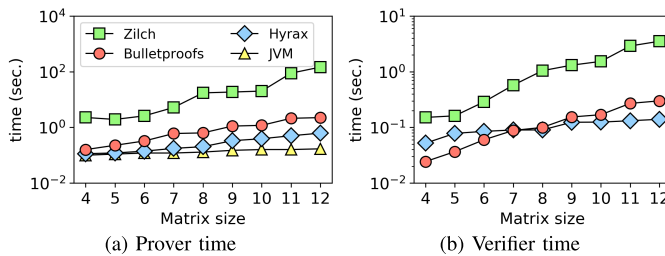 10^4
10^2
10^0
10^-2
time (sec.)
Zilch
Bulletproofs
Hyrax
JVM
4 5 6 7 8 9 10 11 12
Matrix size
(a) Prover time
10^1
10^0
10^-1
10^-2
time (sec.)
4 5 6 7 8 9 10 11 12
Matrix size
(b) Verifier time